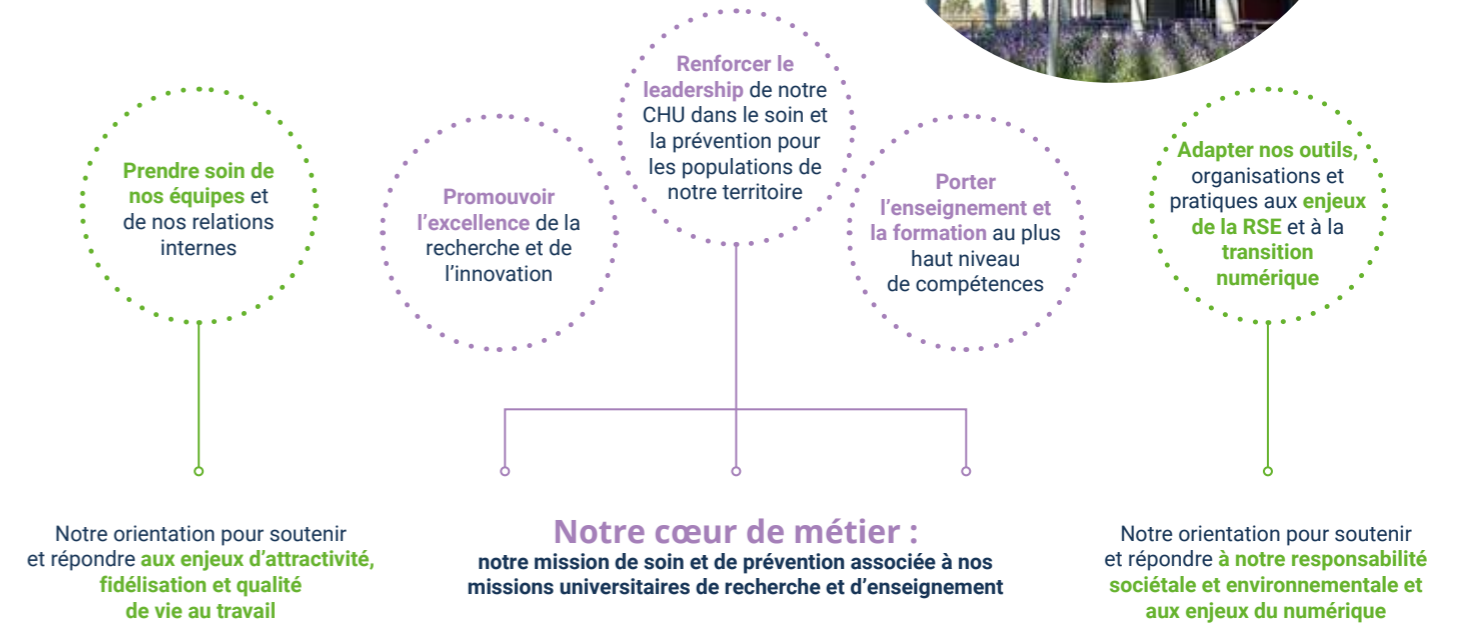 Prendre soin de
nos équipes et
de nos relations
internes
Promouvoir
l’excellence de la
recherche et de
l’innovation
Renforcer le
leadership de notre
CHU dans le soin et
la prévention pour
les populations de
notre territoire
Porter
l’enseignement et
la formation au plus
haut niveau
de compétences
Adapter nos outils,
organisations et
pratiques aux enjeux
de la RSE et à la
transition
numérique
Notre orientation pour soutenir
et répondre aux enjeux d’attractivité,
fidélisation et qualité
de vie au travail
Notre cœur de métier :
notre mission de soin et de prévention associée à nos
missions universitaires de recherche et d’enseignement
Notre orientation pour soutenir
et répondre à notre responsabilité
sociétale et environnementale et
aux enjeux du numérique